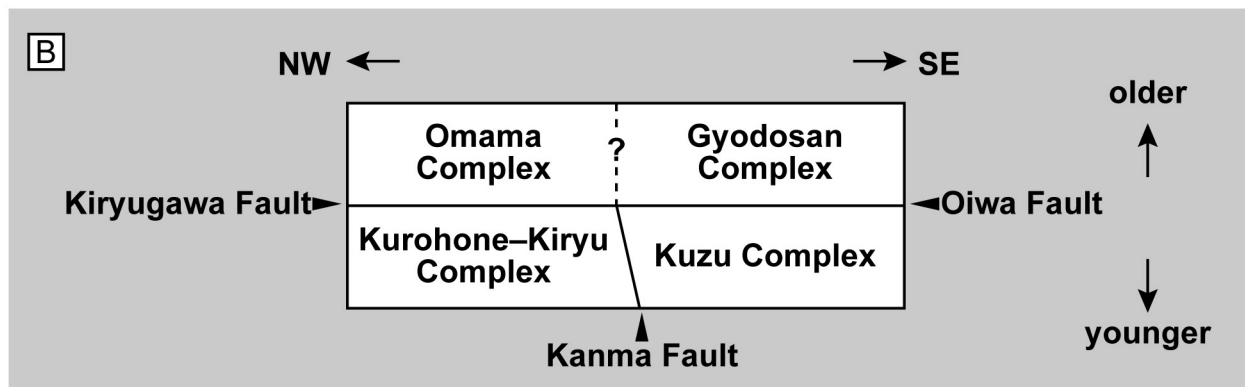 B
NW
SE
older
Omama
Complex
?
Gyodosan
Complex
Kiryugawa Fault
Oiwa Fault
Kurohone–Kiryu
Complex
Kuzu Complex
younger
Kanma Fault